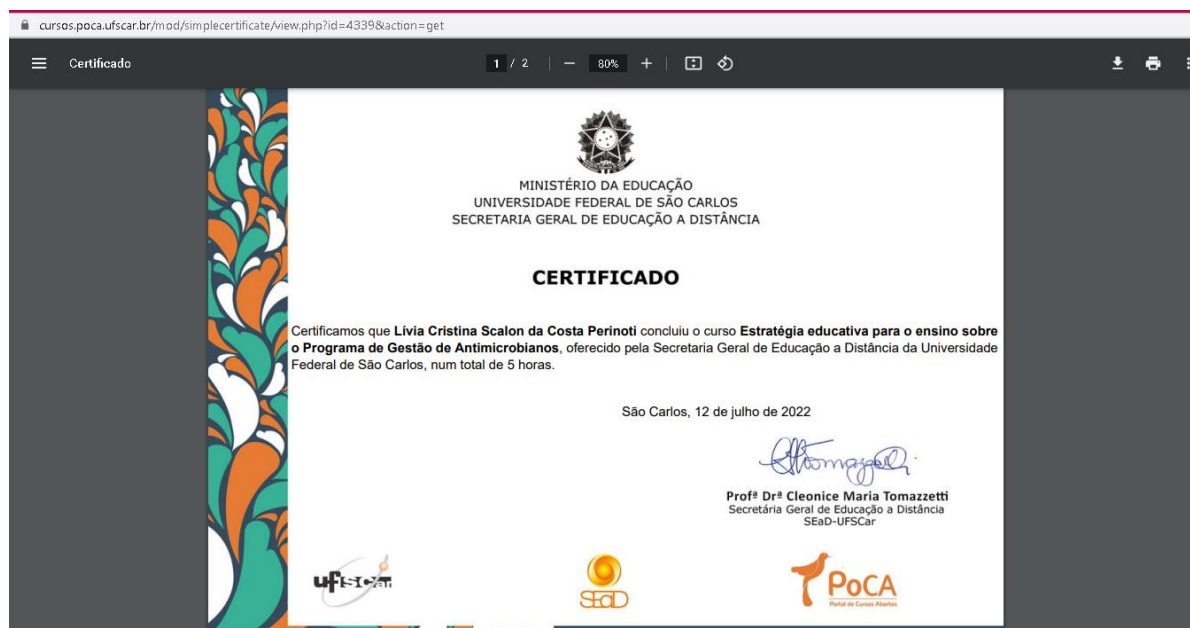 cursos.poca.ufscar.br/mod/simplecertificate/view.php?id=4339&action=get
Certificado
1 / 2
80%
MINISTÉRIO DA EDUCAÇÃO
UNIVERSIDADE FEDERAL DE SÃO CARLOS
SECRETARIA GERAL DE EDUCAÇÃO A DISTÂNCIA
CERTIFICADO
Certificamos que Lívia Cristina Scalon da Costa Perinoti concluiu o curso Estratégia educativa para o ensino sobre
o Programa de Gestão de Antimicrobianos, oferecido pela Secretaria Geral de Educação a Distância da Universidade
Federal de São Carlos, num total de 5 horas.
São Carlos, 12 de julho de 2022
Profª Drª Cleonice Maria Tomazzetti
Secretária Geral de Educação a Distância
SEaD-UFSCar
ufscar
SEaD
PoCA
Portal de Cursos Abertos